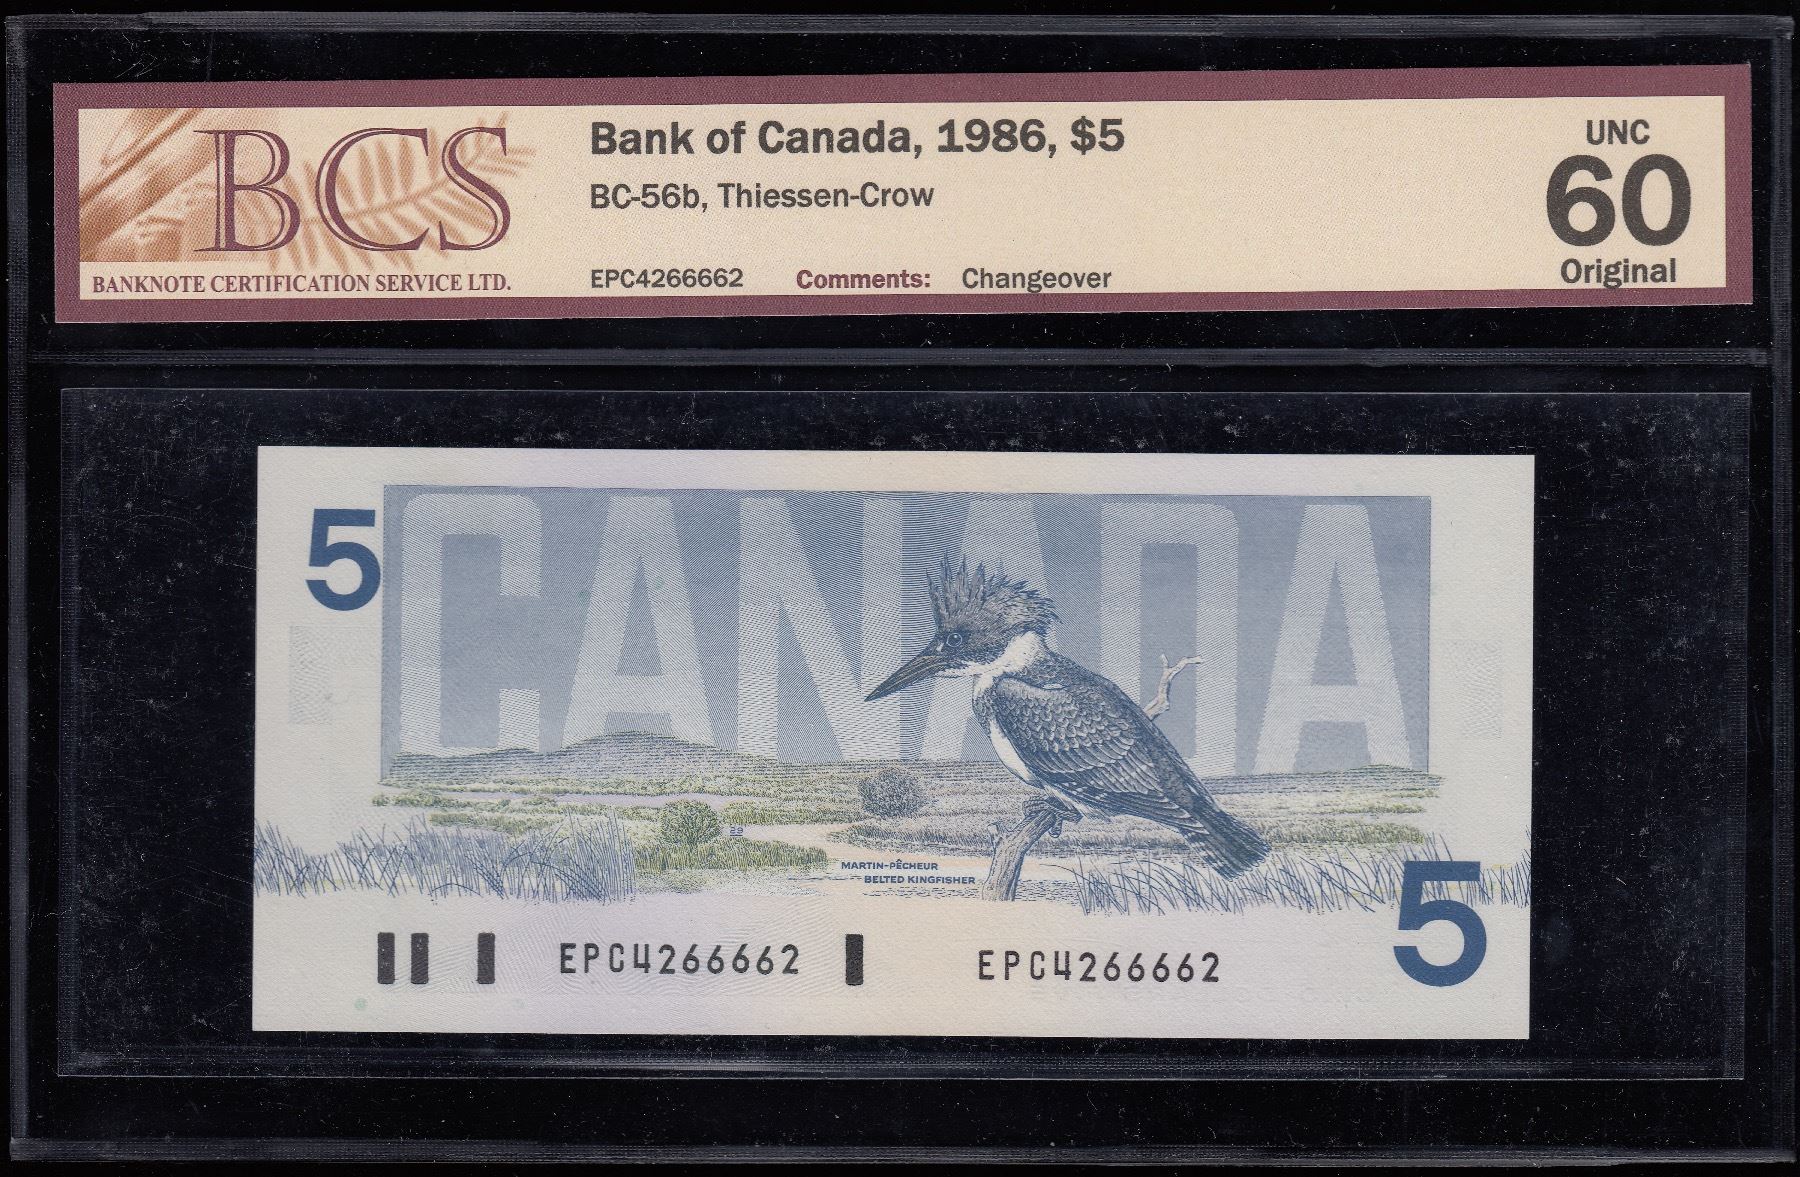 BCS
BANKNOTE CERTIFICATION SERVICE LTD.
Bank of Canada, 1986, $5
BC-56b, Thiessen-Crow
EPC4266662 Comments: Changeover
UNC
60
Original
5
CANADA
29
MARTIN-PÊCHEUR
BELTED KINGFISHER
5
EPC4266662 EPC4266662